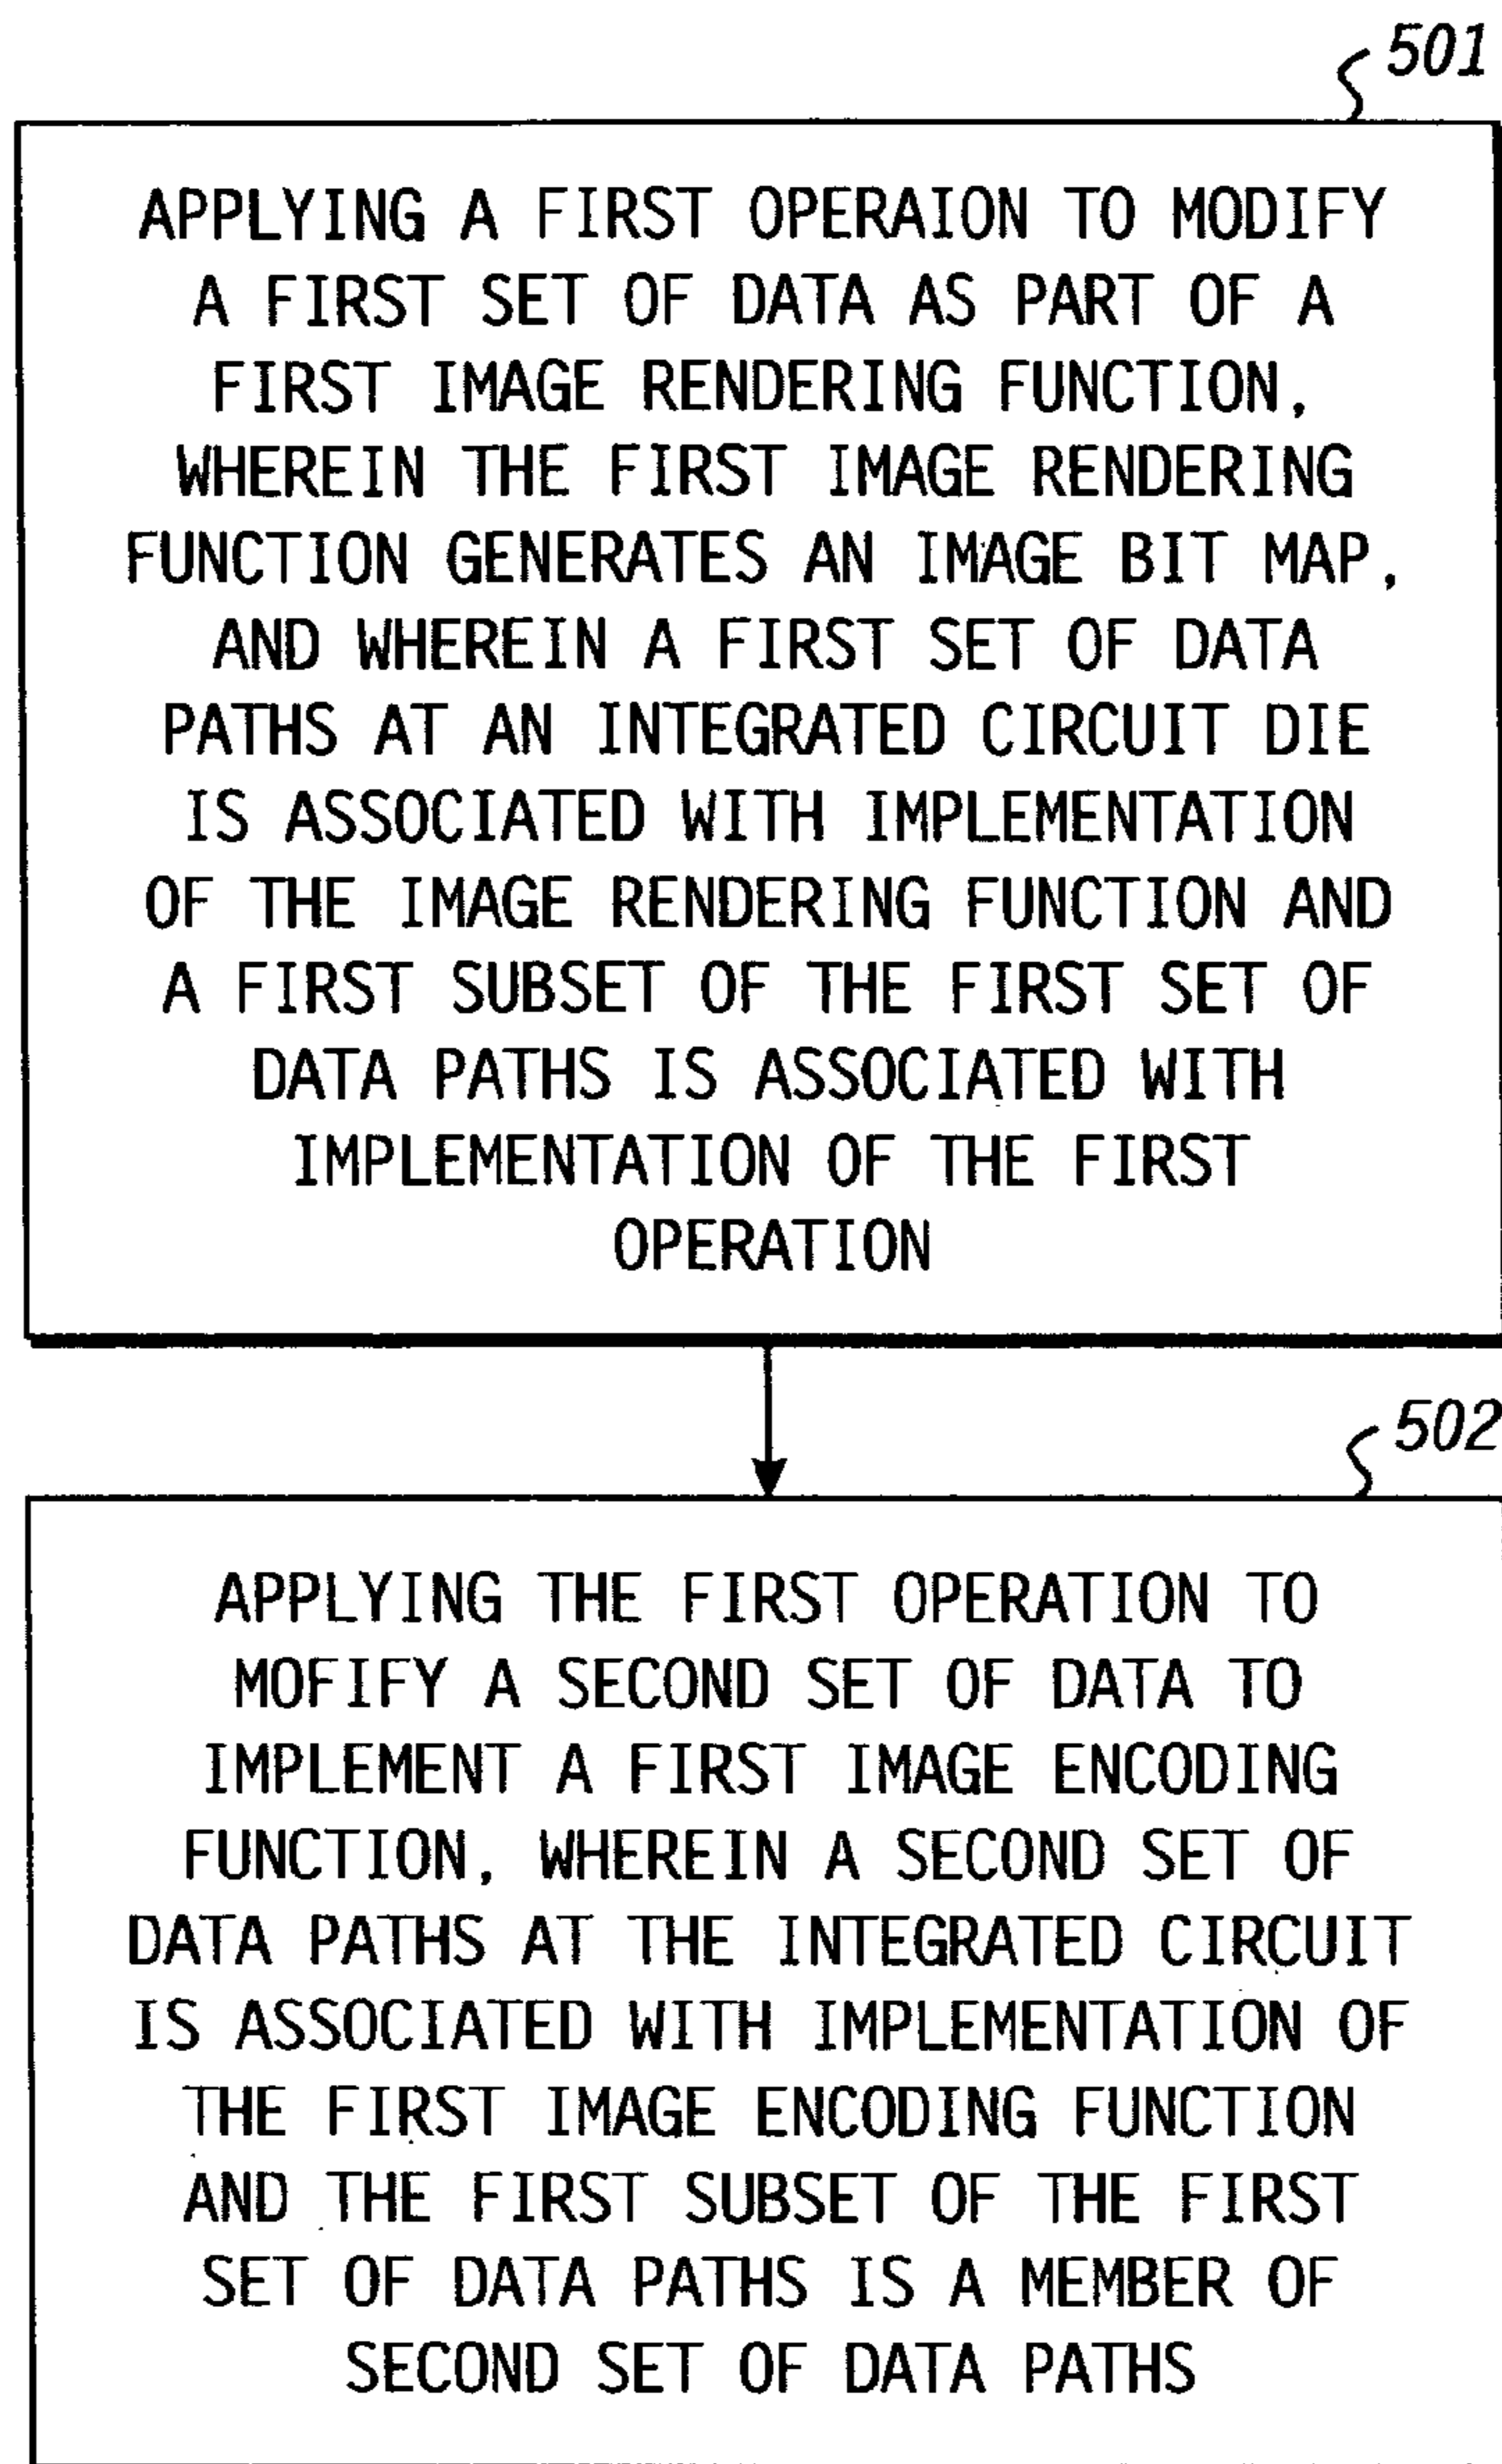 501
APPLYING A FIRST OPERAION TO MODIFY
A FIRST SET OF DATA AS PART OF A
FIRST IMAGE RENDERING FUNCTION,
WHEREIN THE FIRST IMAGE RENDERING
FUNCTION GENERATES AN IMAGE BIT MAP,
AND WHEREIN A FIRST SET OF DATA
PATHS AT AN INTEGRATED CIRCUIT DIE
IS ASSOCIATED WITH IMPLEMENTATION
OF THE IMAGE RENDERING FUNCTION AND
A FIRST SUBSET OF THE FIRST SET OF
DATA PATHS IS ASSOCIATED WITH
IMPLEMENTATION OF THE FIRST
OPERATION
502
APPLYING THE FIRST OPERATION TO
MOFIFY A SECOND SET OF DATA TO
IMPLEMENT A FIRST IMAGE ENCODING
FUNCTION, WHEREIN A SECOND SET OF
DATA PATHS AT THE INTEGRATED CIRCUIT
IS ASSOCIATED WITH IMPLEMENTATION OF
THE FIRST IMAGE ENCODING FUNCTION
AND THE FIRST SUBSET OF THE FIRST
SET OF DATA PATHS IS A MEMBER OF
SECOND SET OF DATA PATHS